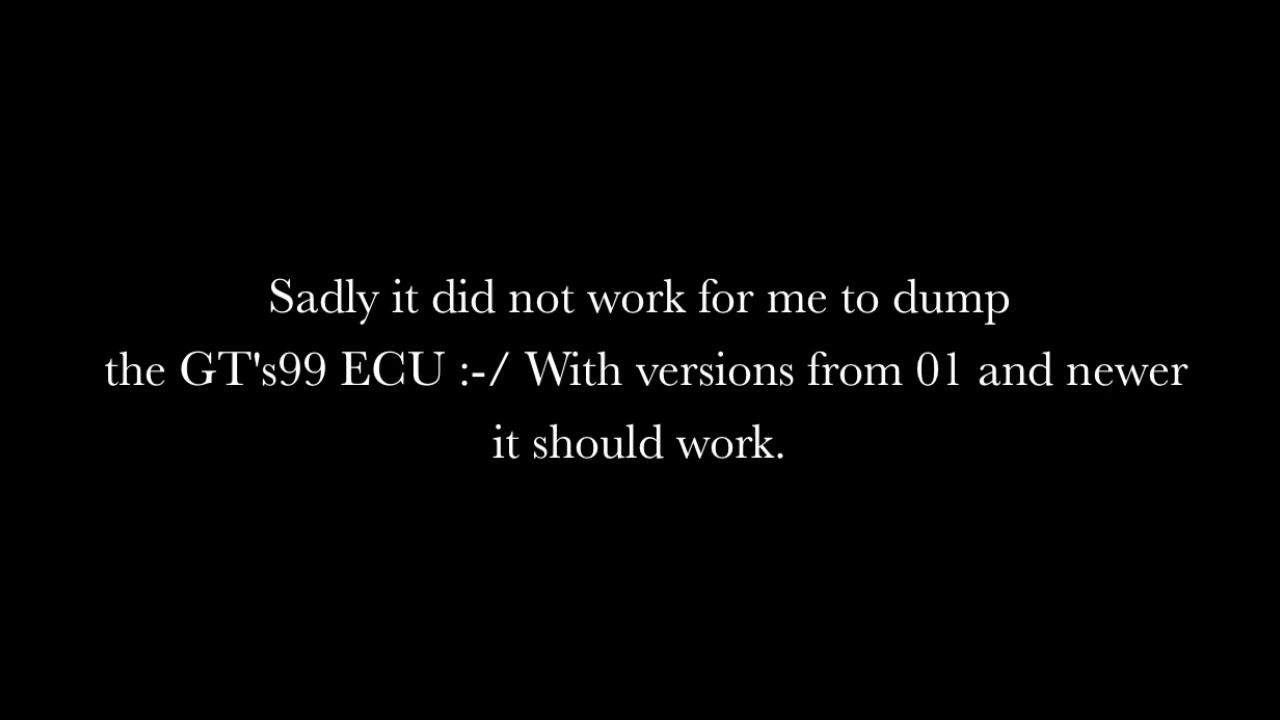 Sadly it did not work for me to dump
the GT's99 ECU :-/ With versions from 01 and newer
it should work.